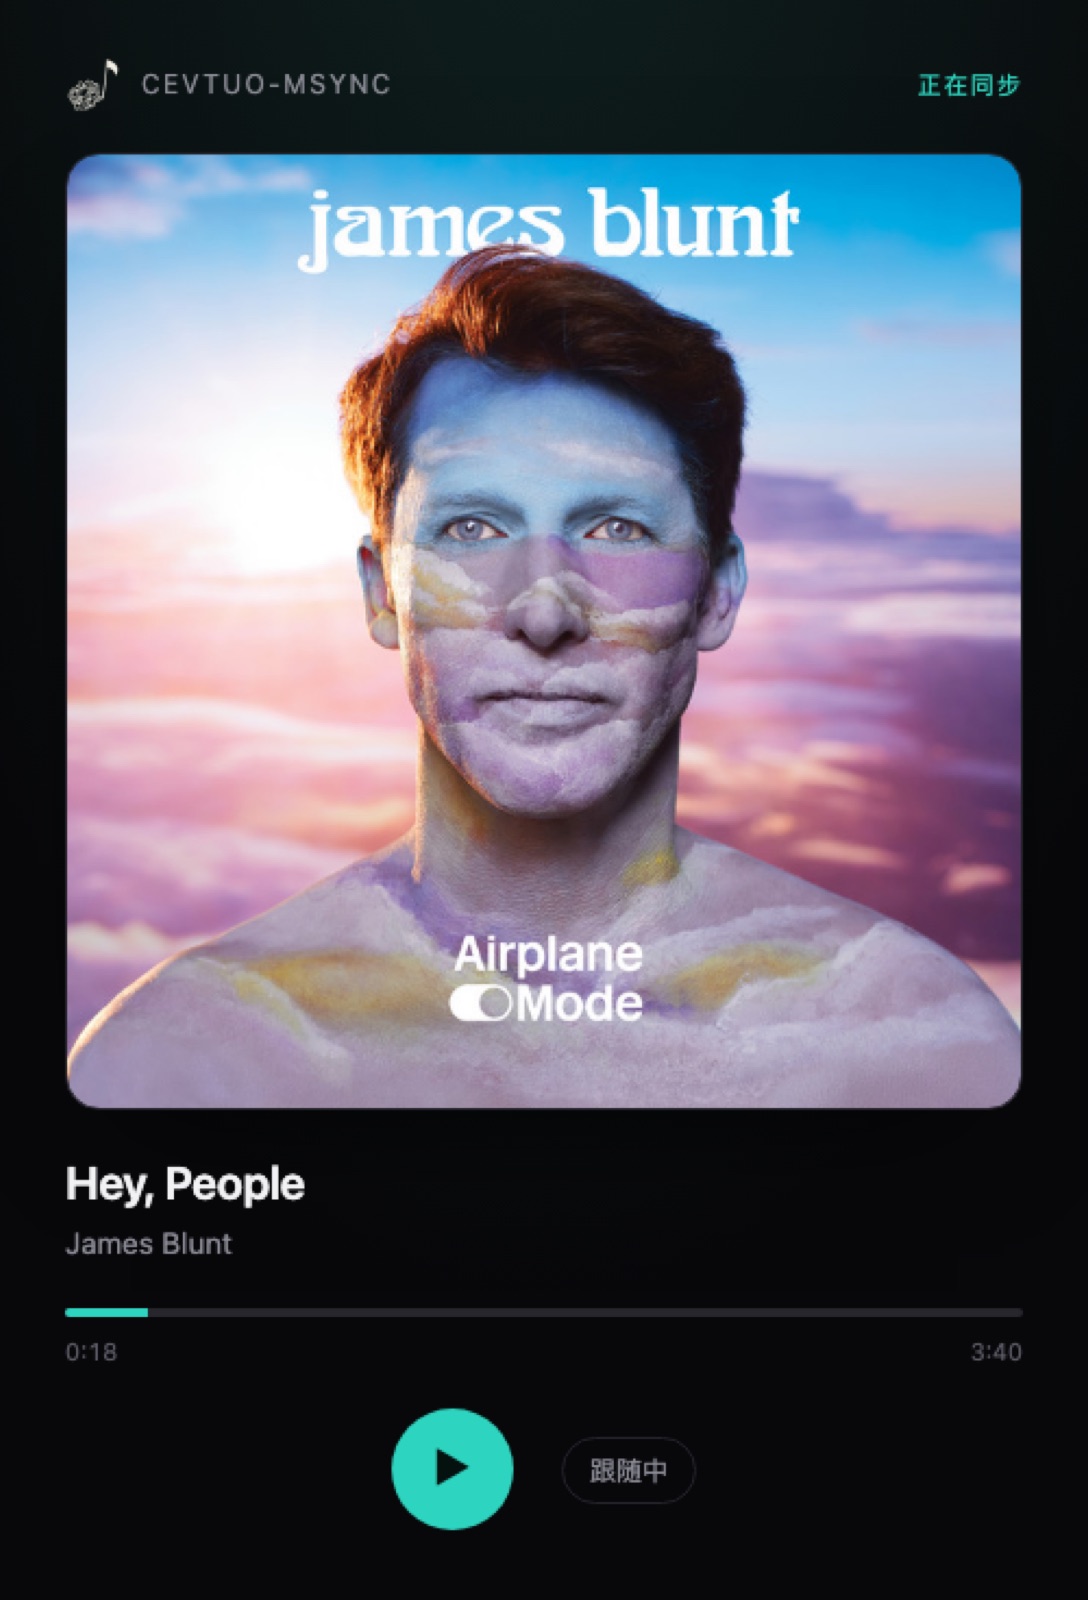 CEVTUO-MSYNC
正在同步
james blunt
Airplane
Mode
Hey, People
James Blunt
0:18
3:40
跟随中